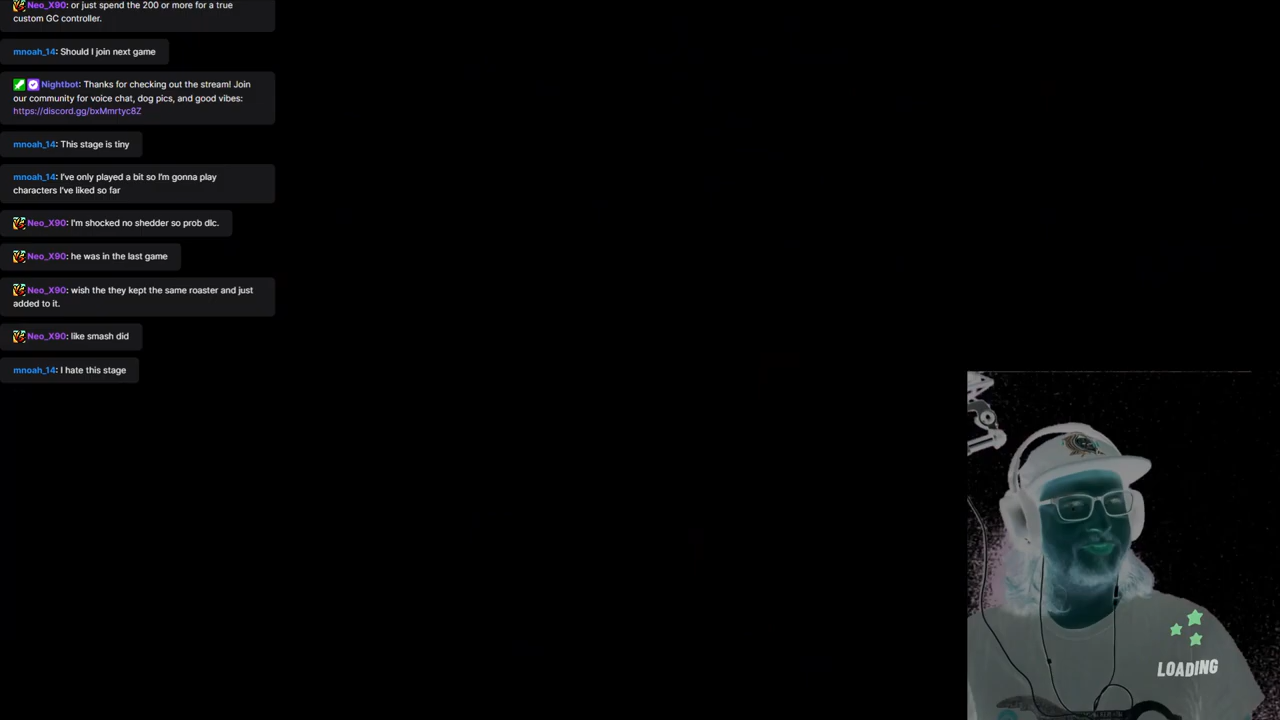 Neo_X90: or just spend the 200 or more for a true
custom GC controller.
mnoah_14: Should I join next game
Nightbot: Thanks for checking out the stream! Join
our community for voice chat, dog pics, and good vibes:
https://discord.gg/bxMmrtyc8Z
mnoah_14: This stage is tiny
mnoah_14: I've only played a bit so I'm gonna play
characters I've liked so far
Neo_X90: I'm shocked no shedder so prob dlc.
Neo_X90: he was in the last game
Neo_X90: wish the they kept the same roaster and just
added to it.
Neo_X90: like smash did
mnoah_14: I hate this stage
LOADING